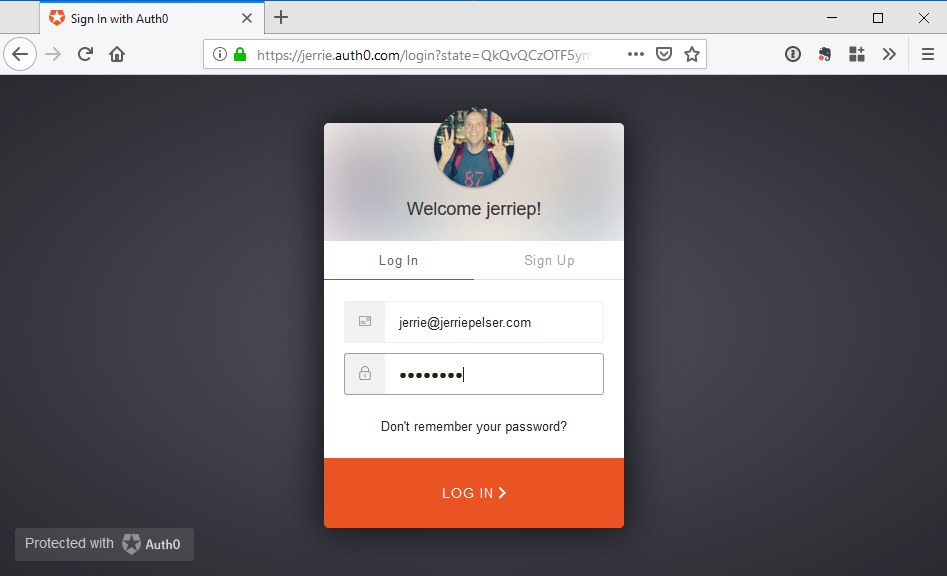 Sign In with Auth0
https://jerrie.auth0.com/login?state=QkQvQCzOTF5ym
87
Welcome jerriep!
Log In
Sign Up
jerrie@jerriepelser.com
••••••••
Don't remember your password?
LOG IN
Protected with Auth0